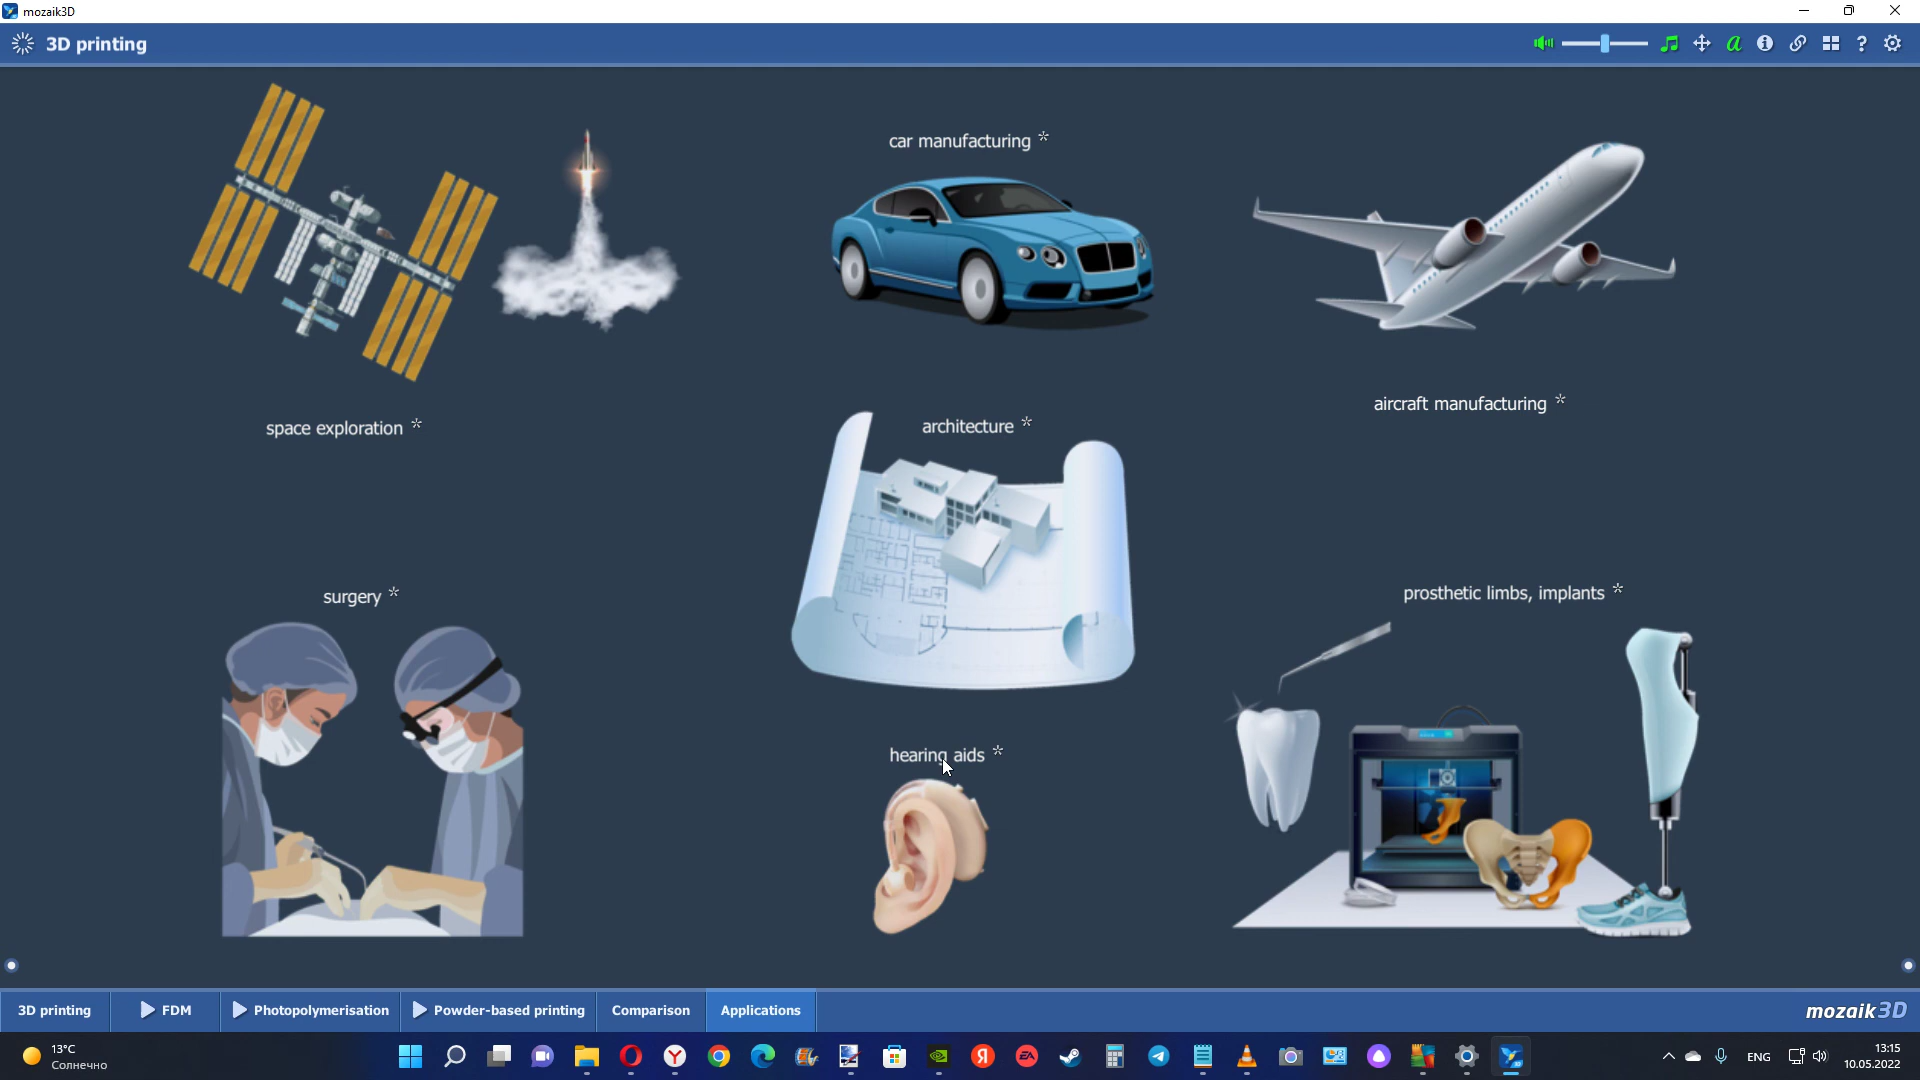 mozaik3D
3D printing
a
i
?
car manufacturing *
space exploration *
architecture *
aircraft manufacturing *
surgery *
prosthetic limbs, implants *
hearing aids *
3D printing
FDM
Photopolymerisation
Powder-based printing
Comparison
Applications
mozaik3D
13°C
Солнечно
Y
Я
EA
ENG
13:15
10.05.2022